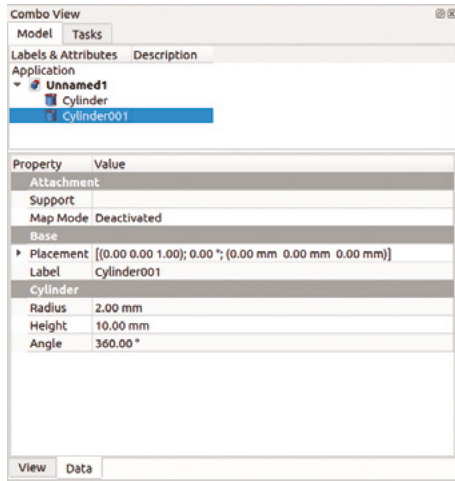 Combo View
Model Tasks
Labels & Attributes Description
Application
Unnamed1
Cylinder
Cylinder001
Property Value
Attachment
Support
Map Mode Deactivated
Base
Placement [(0.00 0.00 1.00); 0.00 °; (0.00 mm 0.00 mm 0.00 mm)]
Label Cylinder001
Cylinder
Radius 2.00 mm
Height 10.00 mm
Angle 360.00 °
View Data